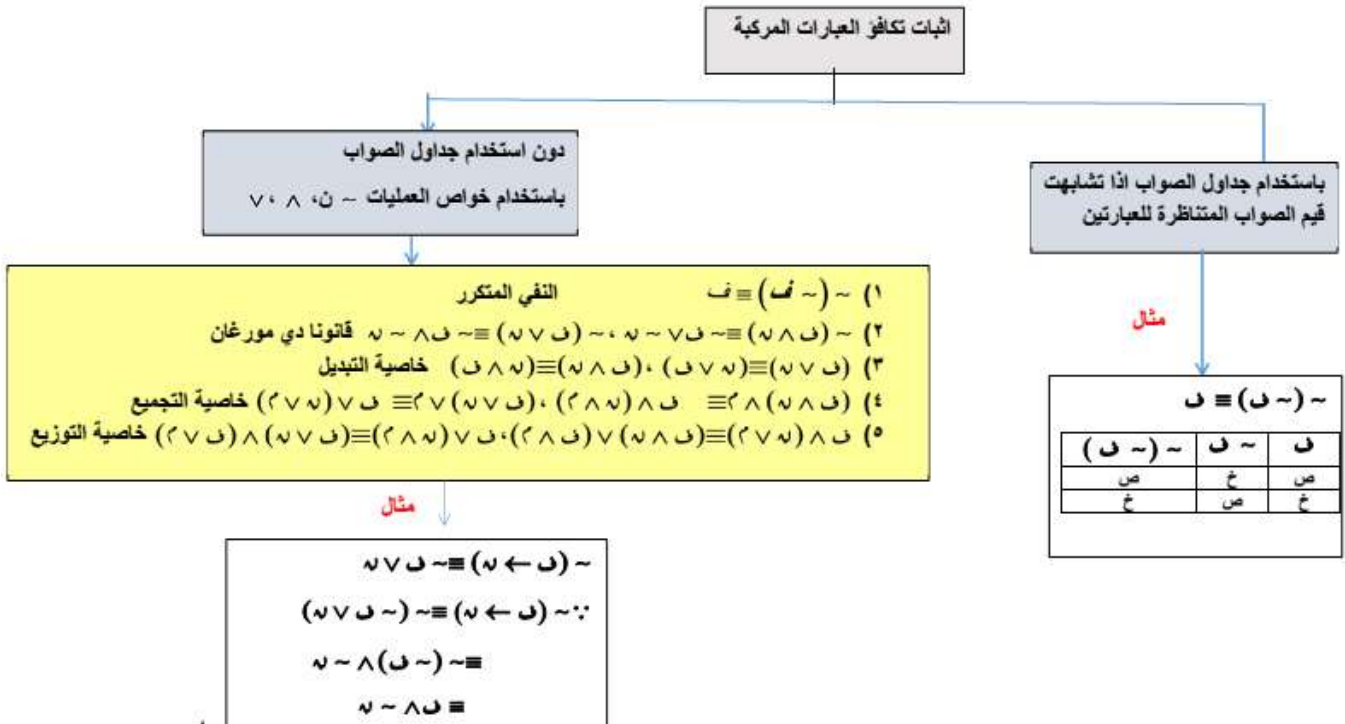 اثبات تكافؤ العبارات المركبة
باستخدام جداول الصواب اذا تشابهت
قيم الصواب المتناظرة للعبارتين
مثال
~ (~ ف) ≡ ف
ف | ~ ف | ~ (~ ف )
ص | خ | ص
خ | ص | خ
دون استخدام جداول الصواب
باستخدام خواص العمليات ~ ن، ∧ ،∨
١) ~ (~ ف) ≡ ف النفي المتكرر
٢) ~ (ف ∧ ن) ≡~ ف∨ ~ ن ،~ (ف ∨ ن) ≡~ ف∧ ~ ن قانونا دي مورغان
٣) (ف ∨ ن)≡(ن ∨ ف) ،(ف ∧ ن)≡(ن ∧ ف) خاصية التبديل
٤) (ف ∧ ن) ∧ م ≡ ف ∧ (ن ∧ م) ،(ف ∨ ن) ∨ م ≡ ف ∨ (ن ∨ م) خاصية التجميع
٥) ف ∧ (ن ∨ م)≡(ف ∧ ن) ∨ (ف ∧ م)،ف ∨ (ن ∧ م)≡(ف ∨ ن) ∧ (ف ∨ م) خاصية التوزيع
مثال
~ (ف ← ن) ≡~ ف ∨ ن
∵~ (ف ← ن) ≡~ (~ ف ∨ ن)
≡~ (~ ف) ∧ ~ ن
≡ ف∧ ~ ن